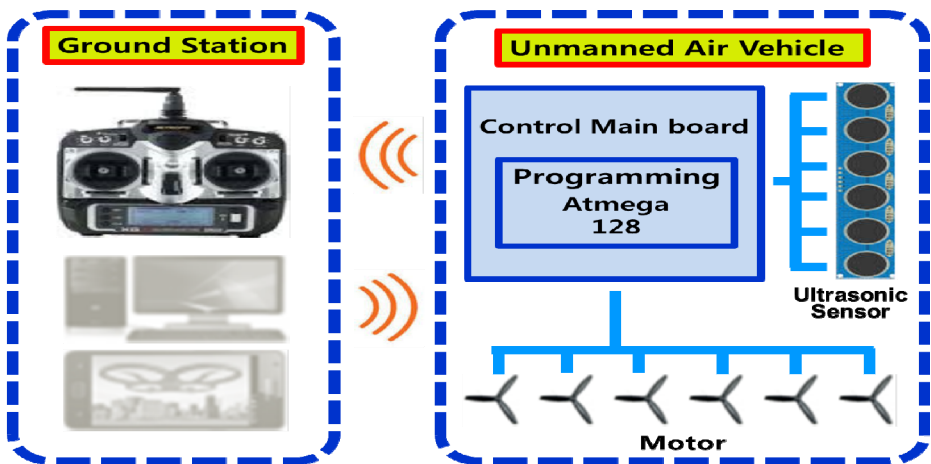 Ground Station
Unmanned Air Vehicle
Control Main board
Programming
Atmega
128
Ultrasonic
Sensor
Motor